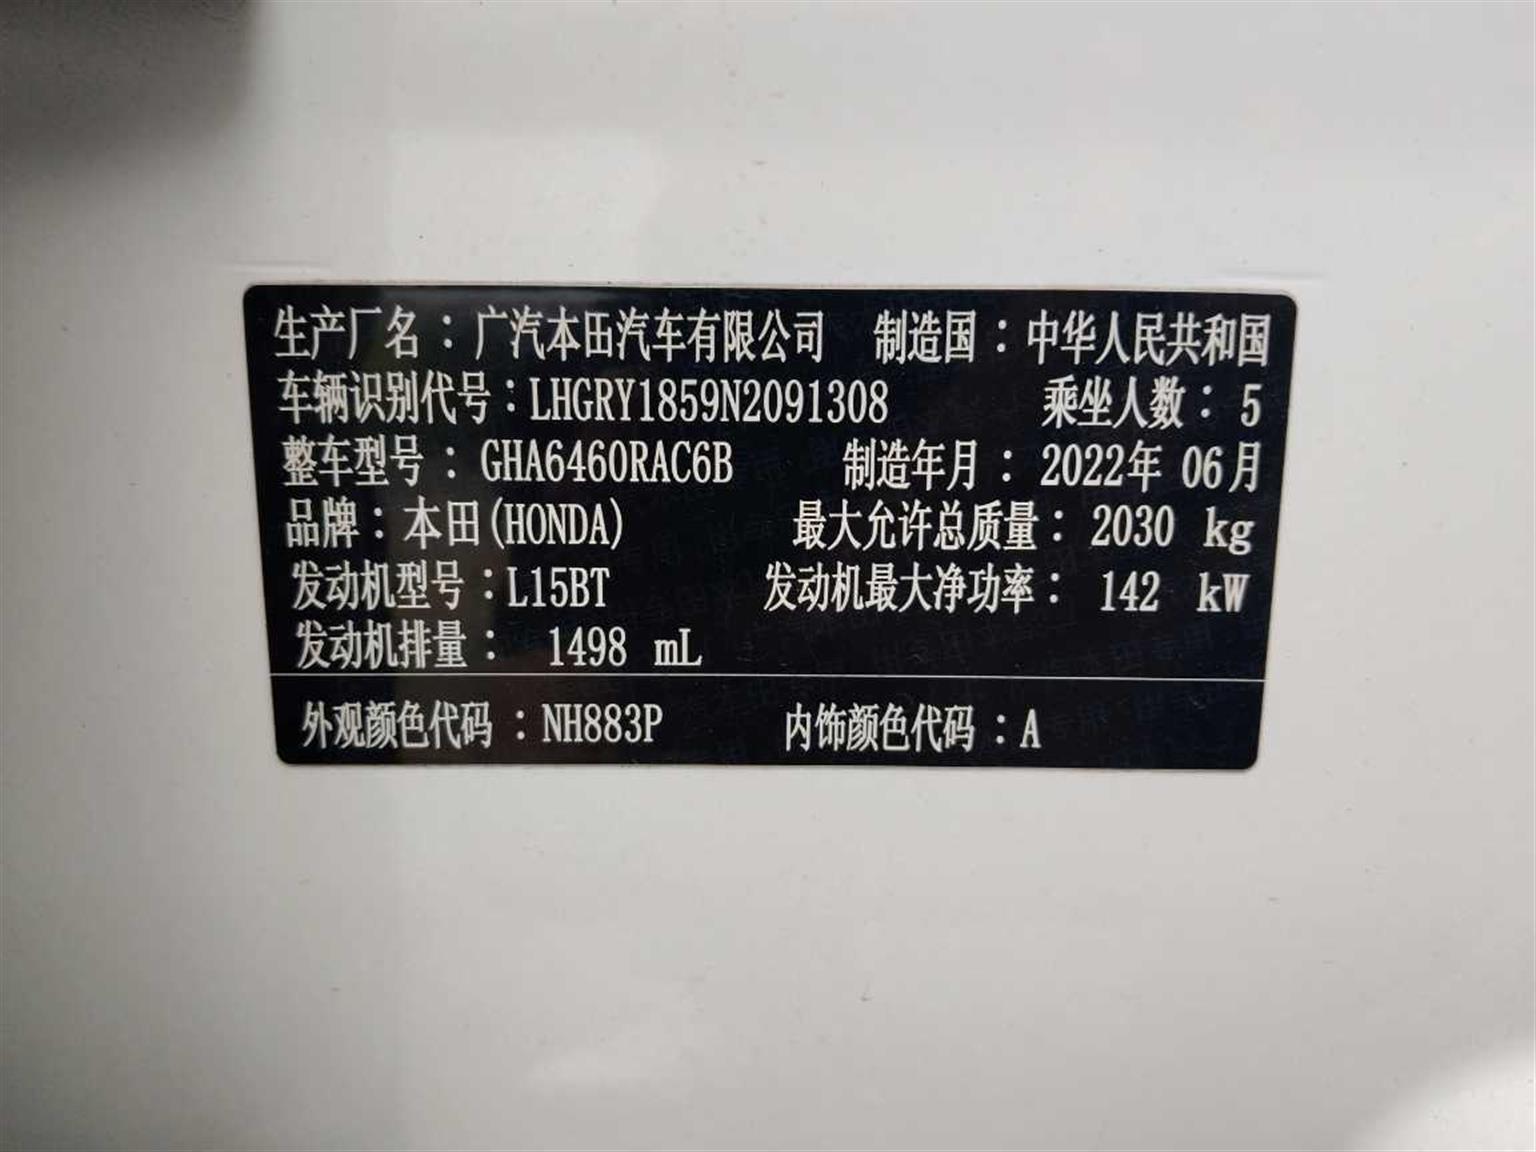 生产厂名：广汽本田汽车有限公司 制造国：中华人民共和国
车辆识别代号：LHGRY1859N2091308 乘坐人数：5
整车型号：GHA6460RAC6B 制造年月：2022年 06月
品牌：本田(HONDA) 最大允许总质量：2030 kg
发动机型号：L15BT 发动机最大净功率：142 kW
发动机排量：1498 mL
外观颜色代码：NH883P 内饰颜色代码：A